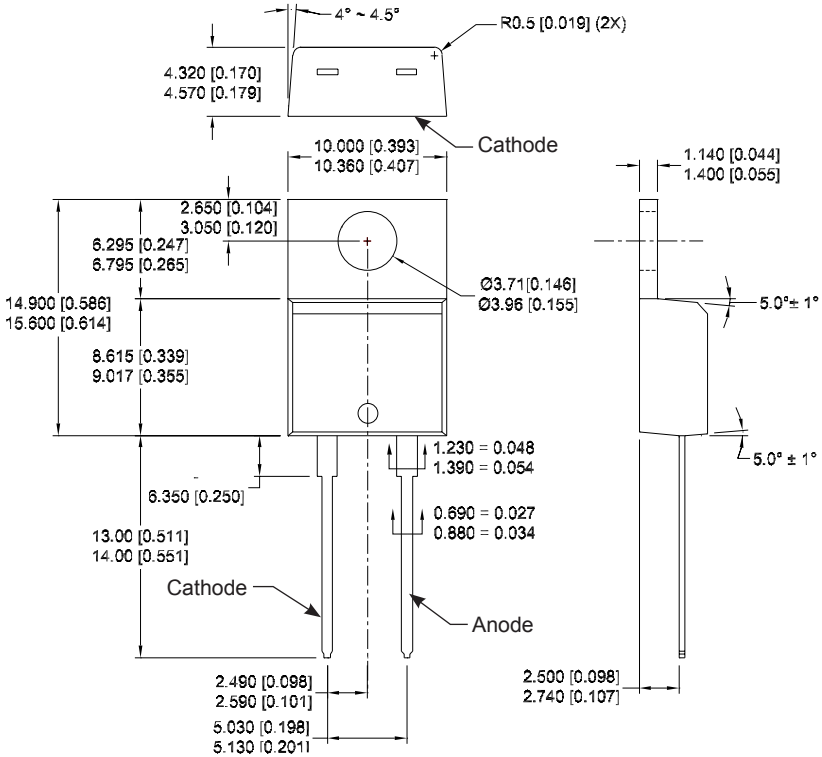 4° ~ 4.5°
R0.5 [0.019] (2X)
4.320 [0.170]
4.570 [0.179]
Cathode
10.000 [0.393]
10.360 [0.407]
1.140 [0.044]
1.400 [0.055]
2.650 [0.104]
3.050 [0.120]
6.295 [0.247]
6.795 [0.265]
Ø3.71[0.146]
Ø3.96 [0.155]
14.900 [0.586]
15.600 [0.614]
5.0°± 1°
8.615 [0.339]
9.017 [0.355]
1.230 = 0.048
1.390 = 0.054
5.0° ± 1°
-
6.350 [0.250]
0.690 = 0.027
0.880 = 0.034
13.00 [0.511]
14.00 [0.551]
Cathode
Anode
2.490 [0.098]
2.590 [0.101]
2.500 [0.098]
2.740 [0.107]
5.030 [0.198]
5.130 [0.201]